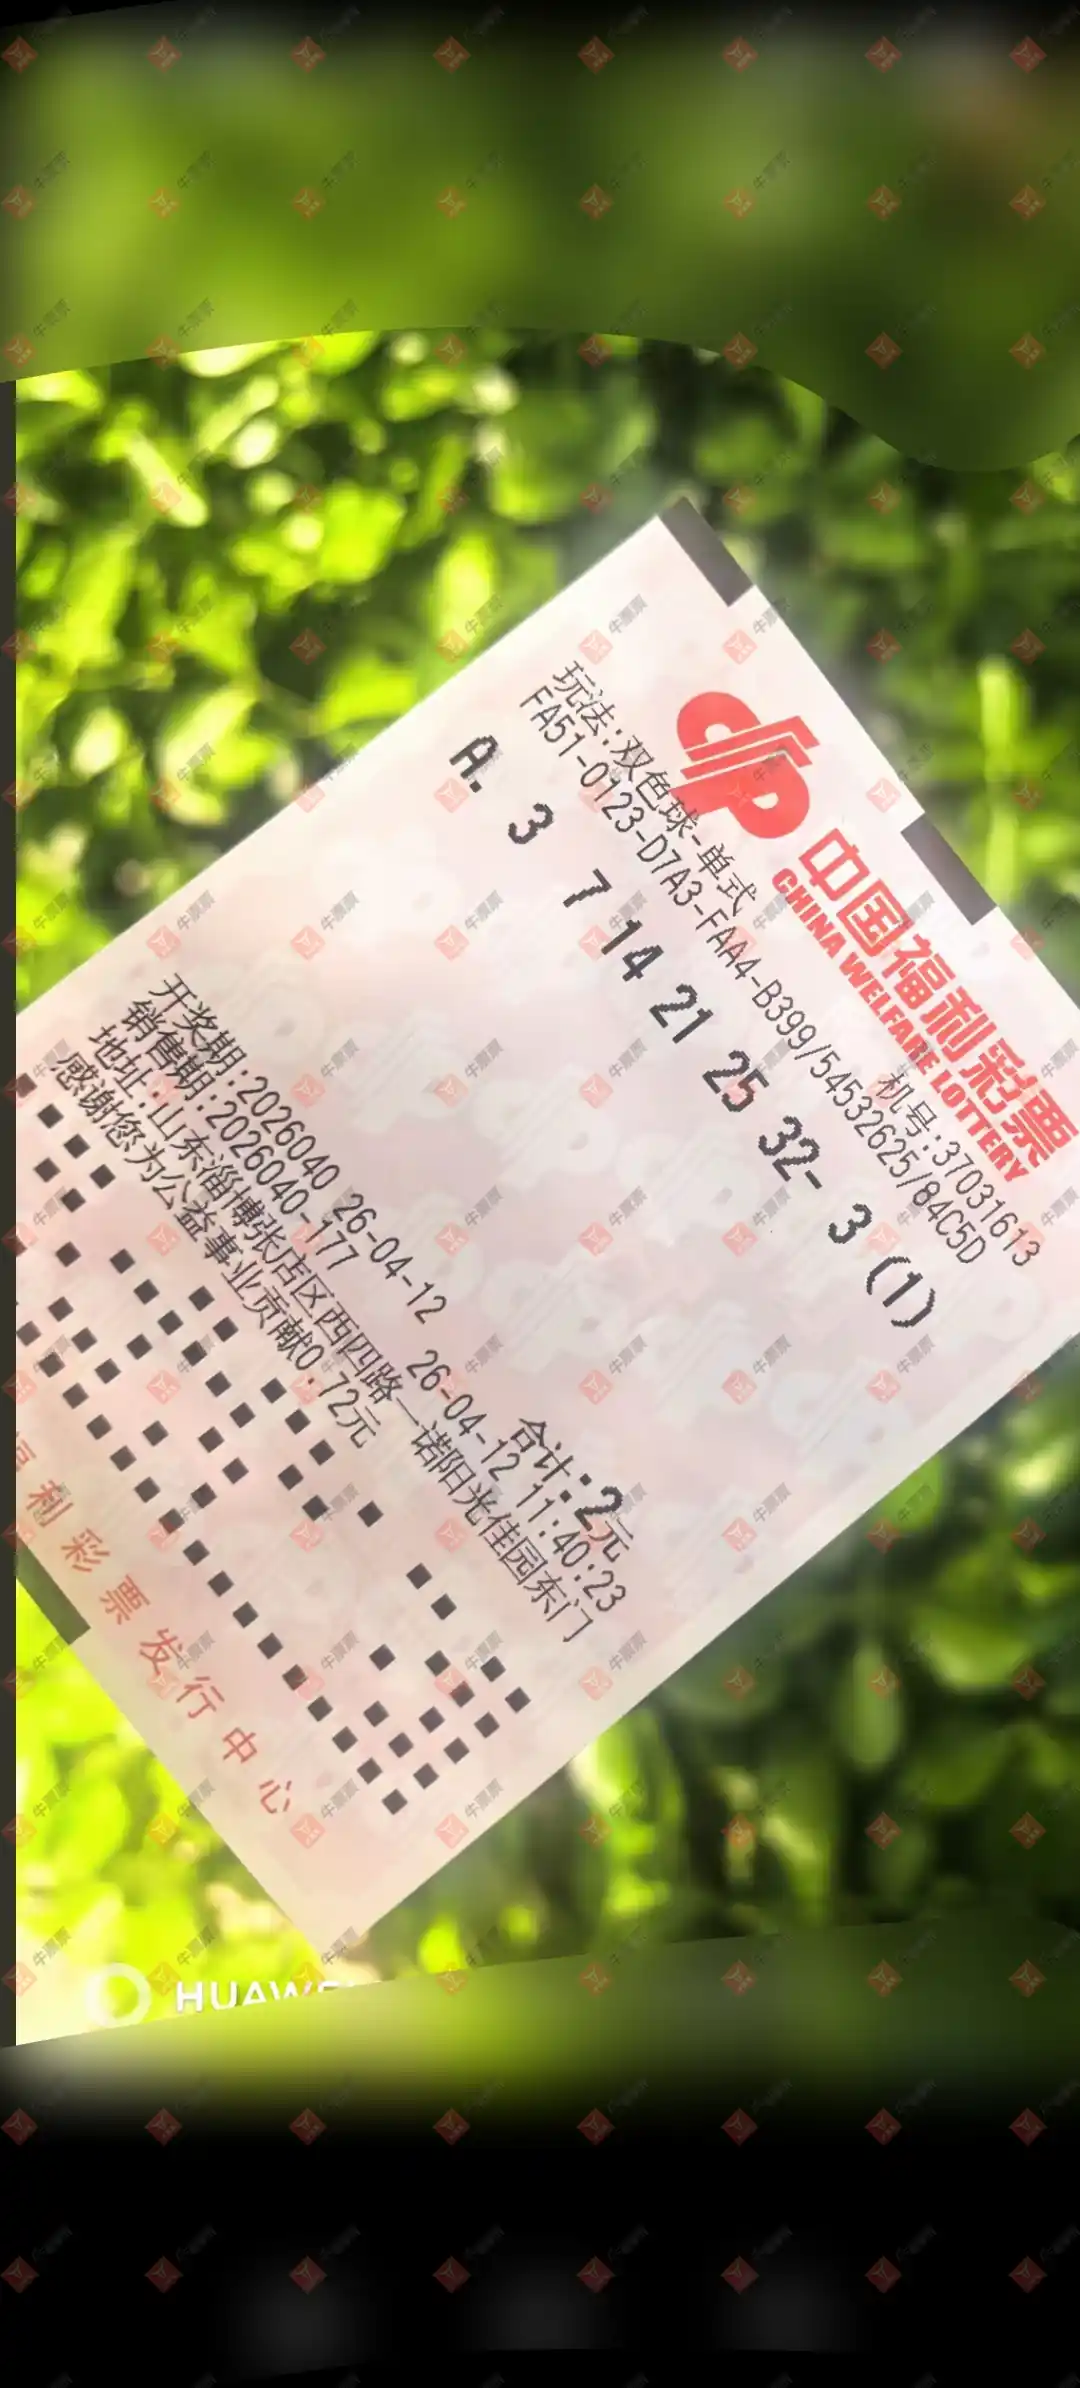 中国福利彩票
CHINA WELFARE LOTTERY
玩法:双色球-单式 机号:37031613
FA51-0123-D7A3-FAA4-B399/54532625/84C5D
A. 3 7 14 21 25 32- 3 (1)
合计:2元
开奖期:2026040 26-04-12
销售期:2026040-177 26-04-12 11:40:23
地址:山东淄博张店区西四路一诺阳光佳园东门
感谢您为公益事业贡献0.72元
福利彩票发行中心
HUAWEI
牛票票